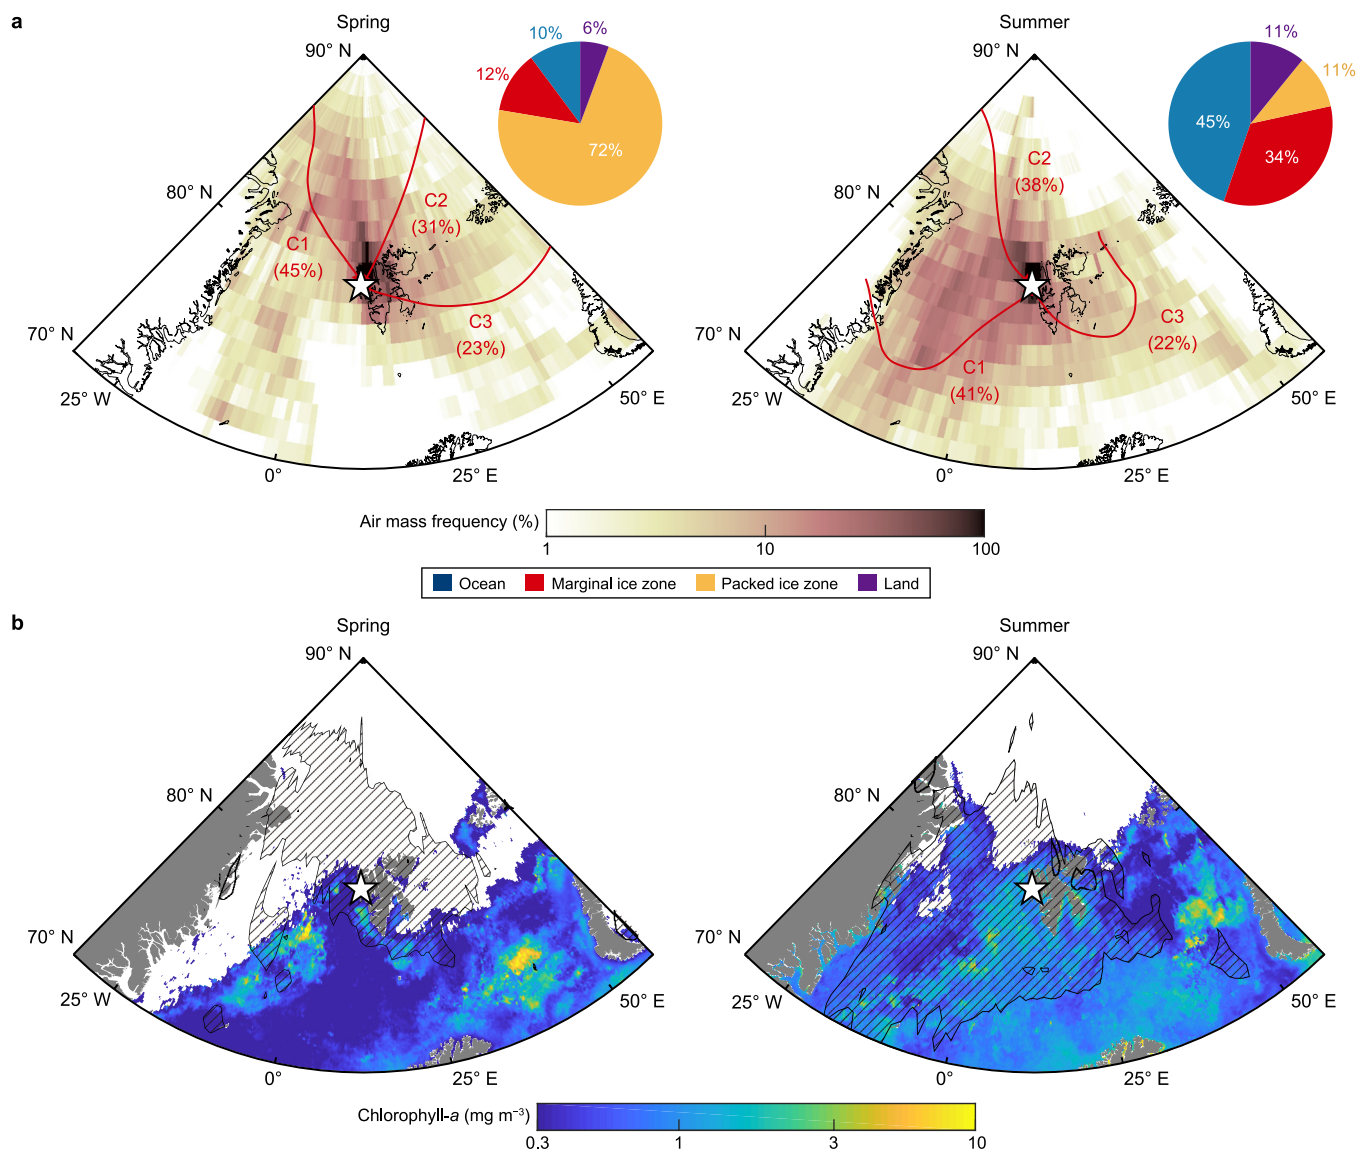 a
Spring
Summer
90° N
10%
6%
12%
72%
90° N
11%
11%
45%
34%
80° N
C2
(31%)
C1
(45%)
80° N
C2
(38%)
70° N
C3
(23%)
70° N
C3
(22%)
C1
(41%)
25° W
50° E
25° W
50° E
0°
25° E
0°
25° E
Air mass frequency (%)
1
10
100
Ocean
Marginal ice zone
Packed ice zone
Land
b
Spring
Summer
90° N
90° N
80° N
80° N
70° N
70° N
25° W
50° E
25° W
50° E
0°
25° E
0°
25° E
Chlorophyll-a (mg m⁻³)
0.3
1
3
10